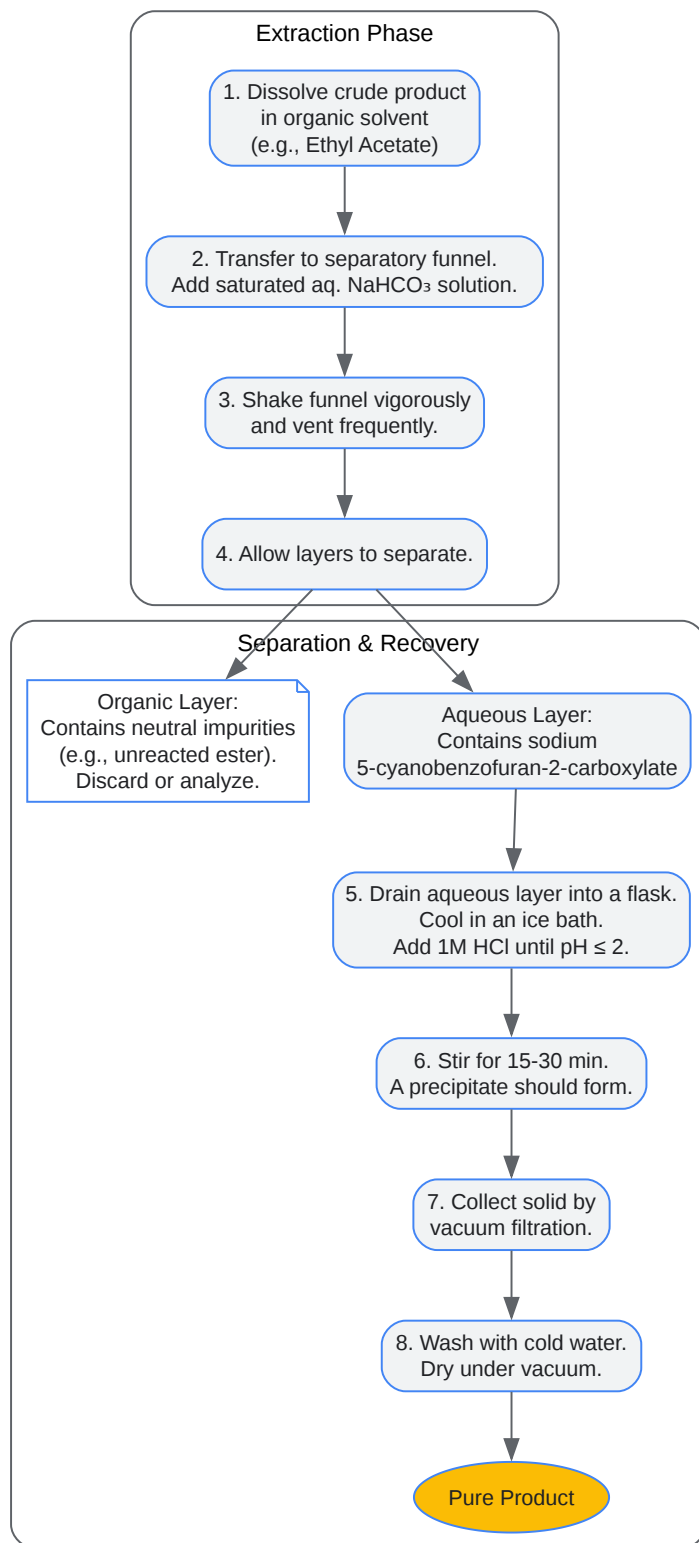 Extraction Phase
1. Dissolve crude product
in organic solvent
(e.g., Ethyl Acetate)
2. Transfer to separatory funnel.
Add saturated aq. NaHCO₃ solution.
3. Shake funnel vigorously
and vent frequently.
4. Allow layers to separate.
Separation & Recovery
Organic Layer:
Contains neutral impurities
(e.g., unreacted ester).
Discard or analyze.
Aqueous Layer:
Contains sodium
5-cyanobenzofuran-2-carboxylate
5. Drain aqueous layer into a flask.
Cool in an ice bath.
Add 1M HCl until pH ≤ 2.
6. Stir for 15-30 min.
A precipitate should form.
7. Collect solid by
vacuum filtration.
8. Wash with cold water.
Dry under vacuum.
Pure Product